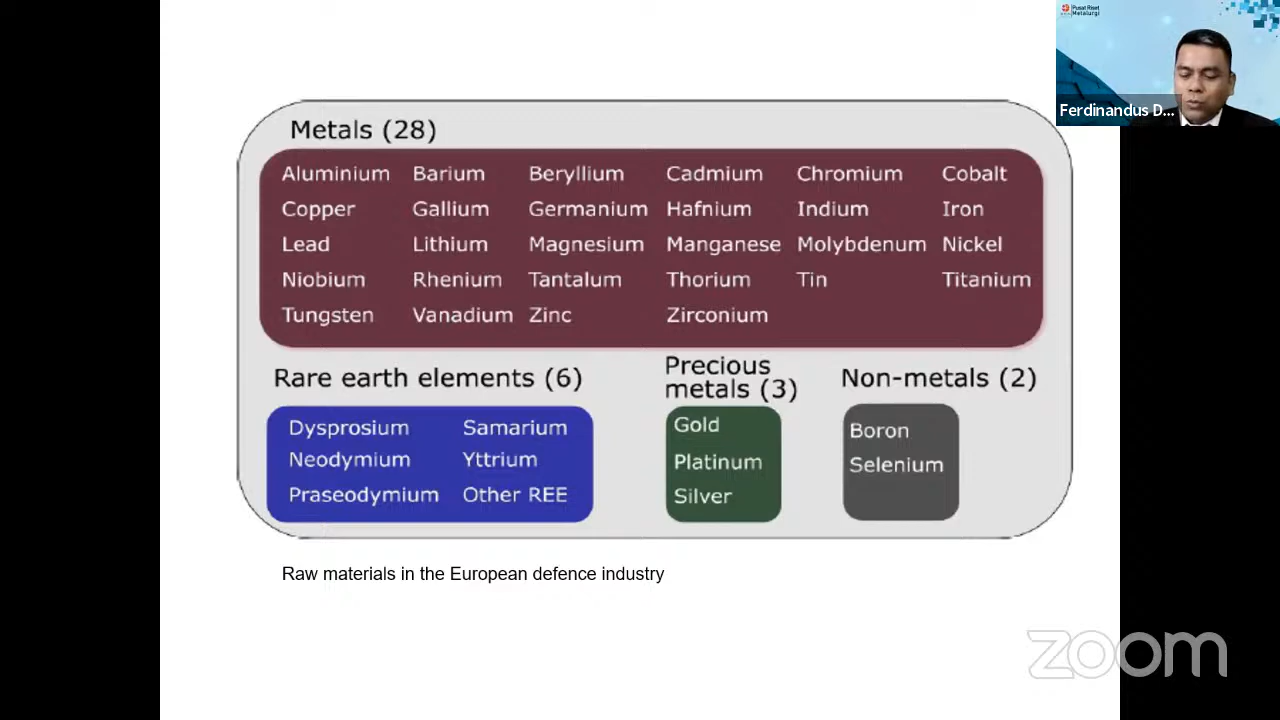 Pusat Riset
Metalurgi
Ferdinandus D...
Metals (28)
Aluminium Barium Beryllium Cadmium Chromium Cobalt
Copper Gallium Germanium Hafnium Indium Iron
Lead Lithium Magnesium Manganese Molybdenum Nickel
Niobium Rhenium Tantalum Thorium Tin Titanium
Tungsten Vanadium Zinc Zirconium
Rare earth elements (6)
Dysprosium Samarium
Neodymium Yttrium
Praseodymium Other REE
Precious
metals (3)
Gold
Platinum
Silver
Non-metals (2)
Boron
Selenium
Raw materials in the European defence industry
zoom